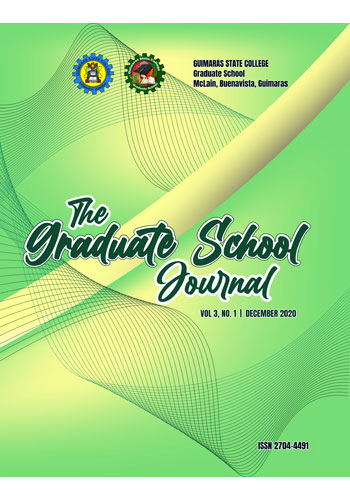 GUIMARAS STATE COLLEGE
Graduate School
McLain, Buenavista, Guimaras
The
Graduate School
Journal
VOL 3, NO. 1 | DECEMBER 2020
ISSN 2704-4491